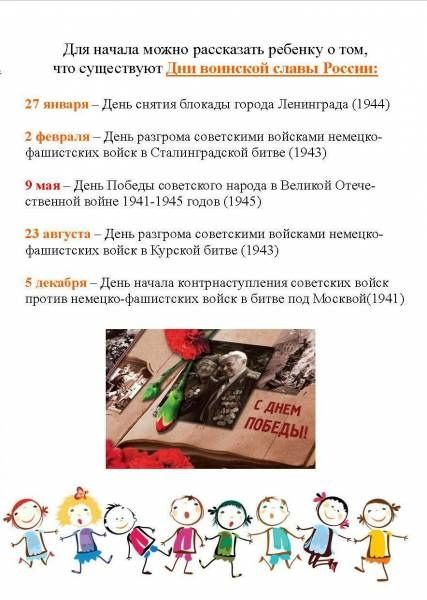 Для начала можно рассказать ребенку о том,
что существуют Дни воинской славы России:
27 января – День снятия блокады города Ленинграда (1944)
2 февраля – День разгрома советскими войсками немецко-
фашистских войск в Сталинградской битве (1943)
9 мая – День Победы советского народа в Великой Отече-
ственной войне 1941-1945 годов (1945)
23 августа – День разгрома советскими войсками немецко-
фашистских войск в Курской битве (1943)
5 декабря – День начала контрнаступления советских войск
против немецко-фашистских войск в битве под Москвой(1941)
С ДНЕМ
ПОБЕДЫ!